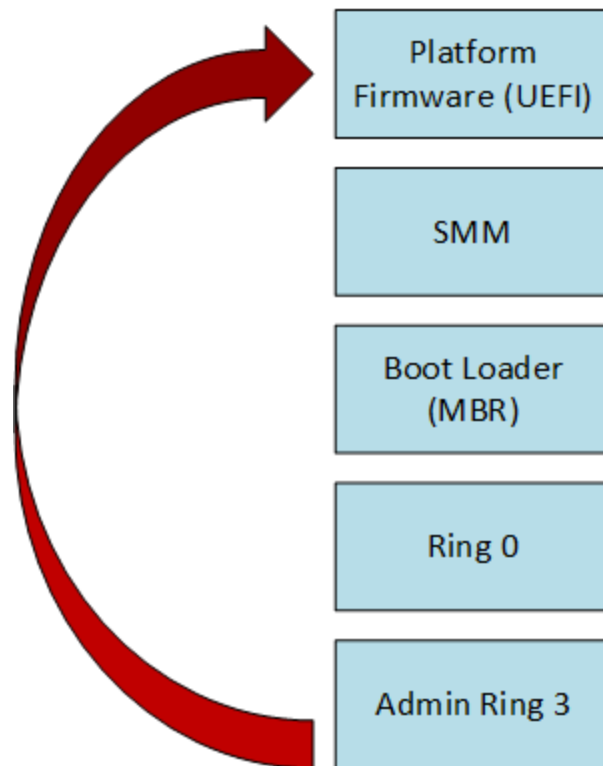 Platform
Firmware (UEFI)
SMM
Boot Loader
(MBR)
Ring 0
Admin Ring 3